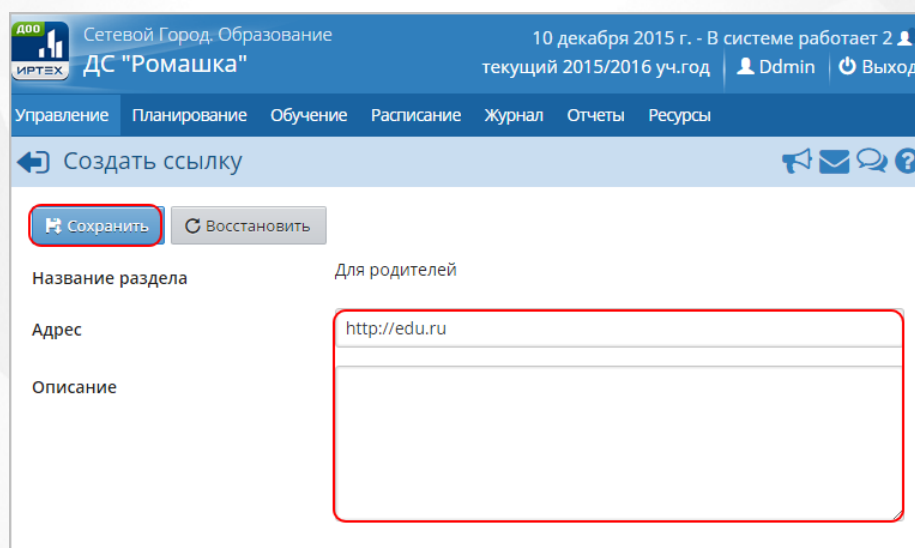 ДОО
ИРТЕХ
Сетевой Город. Образование
ДС "Ромашка"
10 декабря 2015 г. - В системе работает 2
текущий 2015/2016 уч.год Ddmin Выход
Управление Планирование Обучение Расписание Журнал Отчеты Ресурсы
Создать ссылку
Сохранить Восстановить
Название раздела Для родителей
Адрес http://edu.ru
Описание